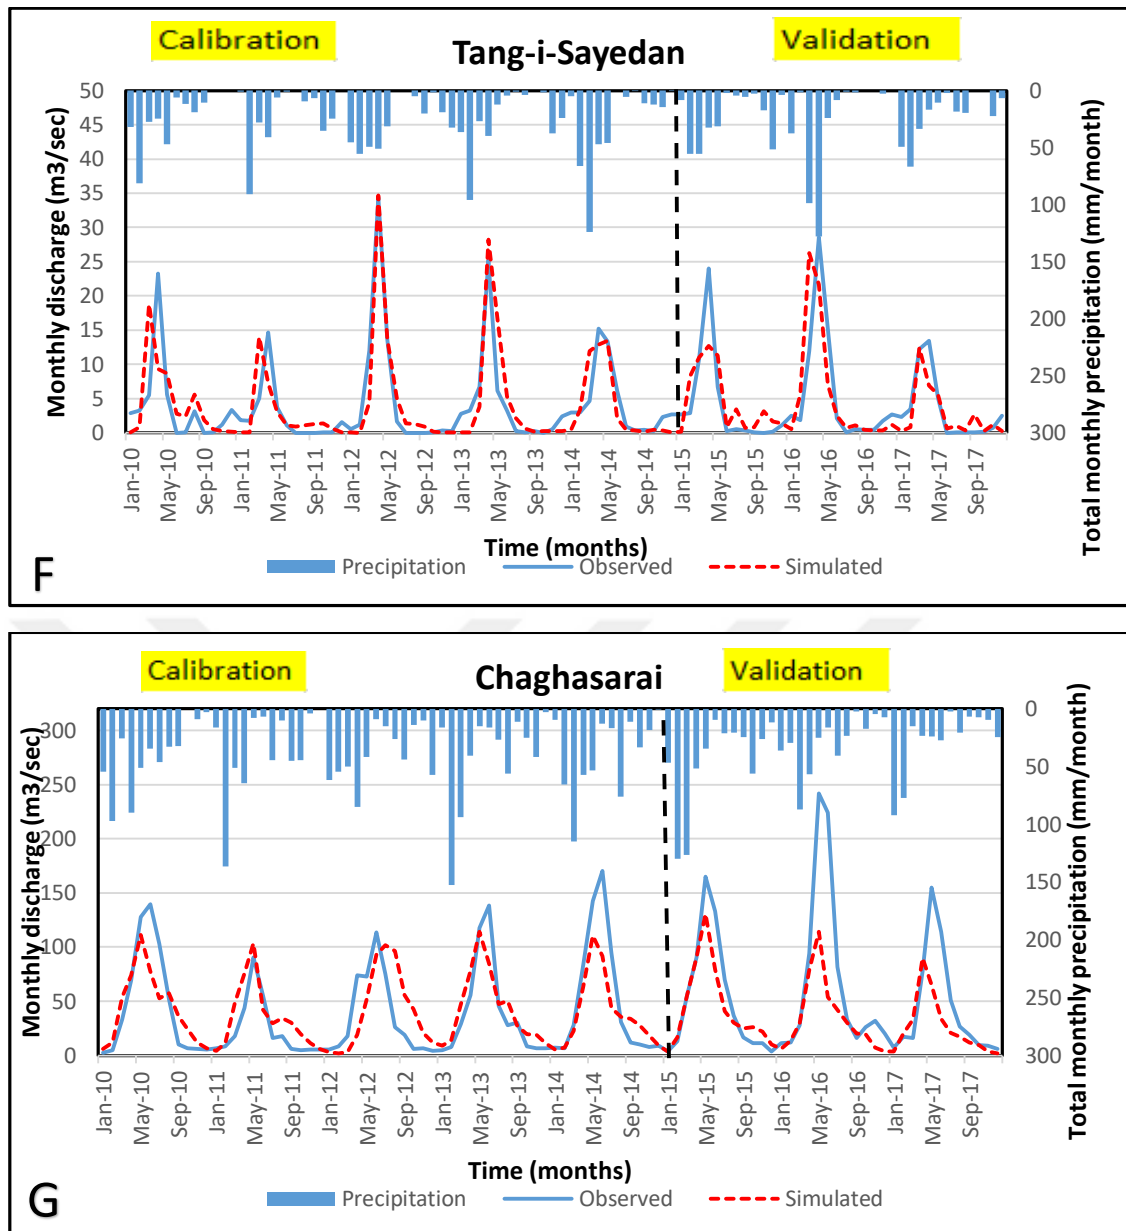 Calibration
Tang-i-Sayedan
Validation
Monthly discharge (m3/sec)
50
45
40
35
30
25
20
15
10
5
0
0
50
100
150
200
250
300
Total monthly precipitation (mm/month)
Jan-10
May-10
Sep-10
Jan-11
May-11
Sep-11
Jan-12
May-12
Sep-12
Jan-13
May-13
Sep-13
Jan-14
May-14
Sep-14
Jan-15
May-15
Sep-15
Jan-16
May-16
Sep-16
Jan-17
May-17
Sep-17
Time (months)
Precipitation Observed Simulated
F
Calibration
Chaghasarai
Validation
Monthly discharge (m3/sec)
300
250
200
150
100
50
0
0
50
100
150
200
250
300
Total monthly precipitation (mm/month)
Jan-10
May-10
Sep-10
Jan-11
May-11
Sep-11
Jan-12
May-12
Sep-12
Jan-13
May-13
Sep-13
Jan-14
May-14
Sep-14
Jan-15
May-15
Sep-15
Jan-16
May-16
Sep-16
Jan-17
May-17
Sep-17
Time (months)
Precipitation Observed Simulated
G